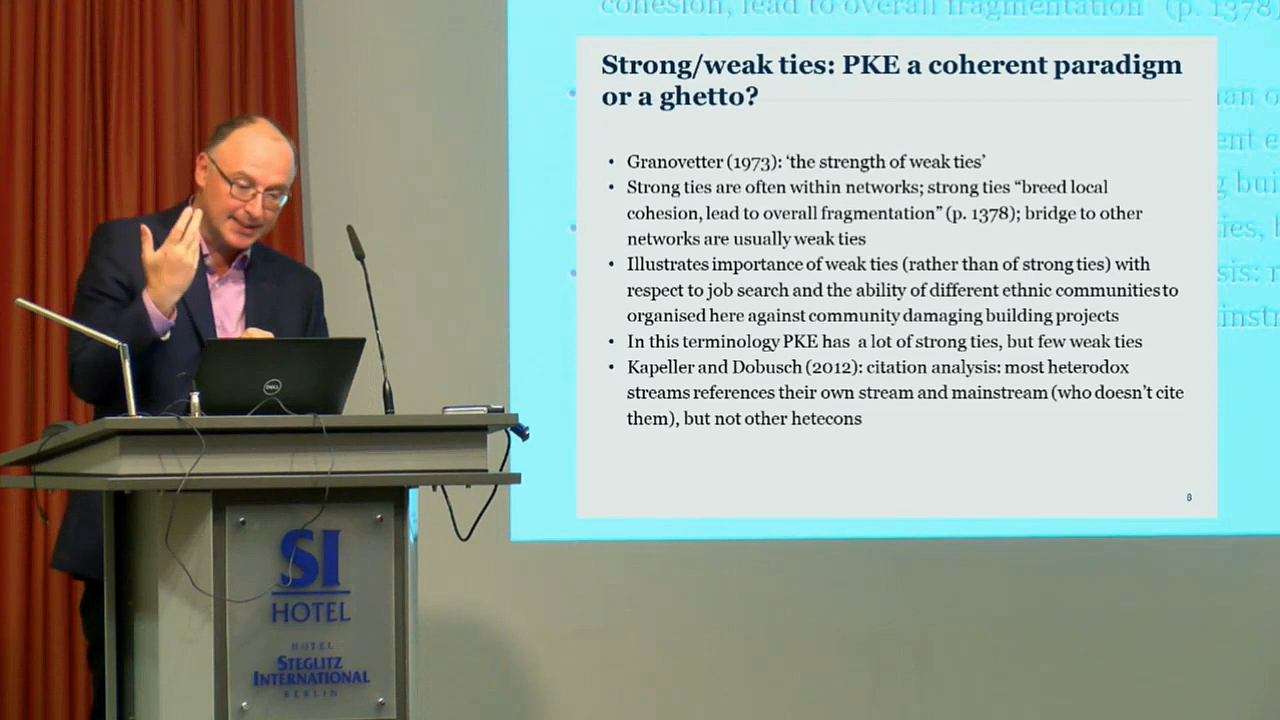 cohesion, lead to overall fragmentation" (p. 1378)
Strong/weak ties: PKE a coherent paradigm
or a ghetto?
• Granovetter (1973): ‘the strength of weak ties’
• Strong ties are often within networks; strong ties “breed local
cohesion, lead to overall fragmentation” (p. 1378); bridge to other
networks are usually weak ties
• Illustrates importance of weak ties (rather than of strong ties) with
respect to job search and the ability of different ethnic communities to
organised here against community damaging building projects
• In this terminology PKE has a lot of strong ties, but few weak ties
• Kapeller and Dobusch (2012): citation analysis: most heterodox
streams references their own stream and mainstream (who doesn’t cite
them), but not other hetecons
8
DELL
SI
HOTEL
HOTEL
STEGLITZ
INTERNATIONAL
BERLIN